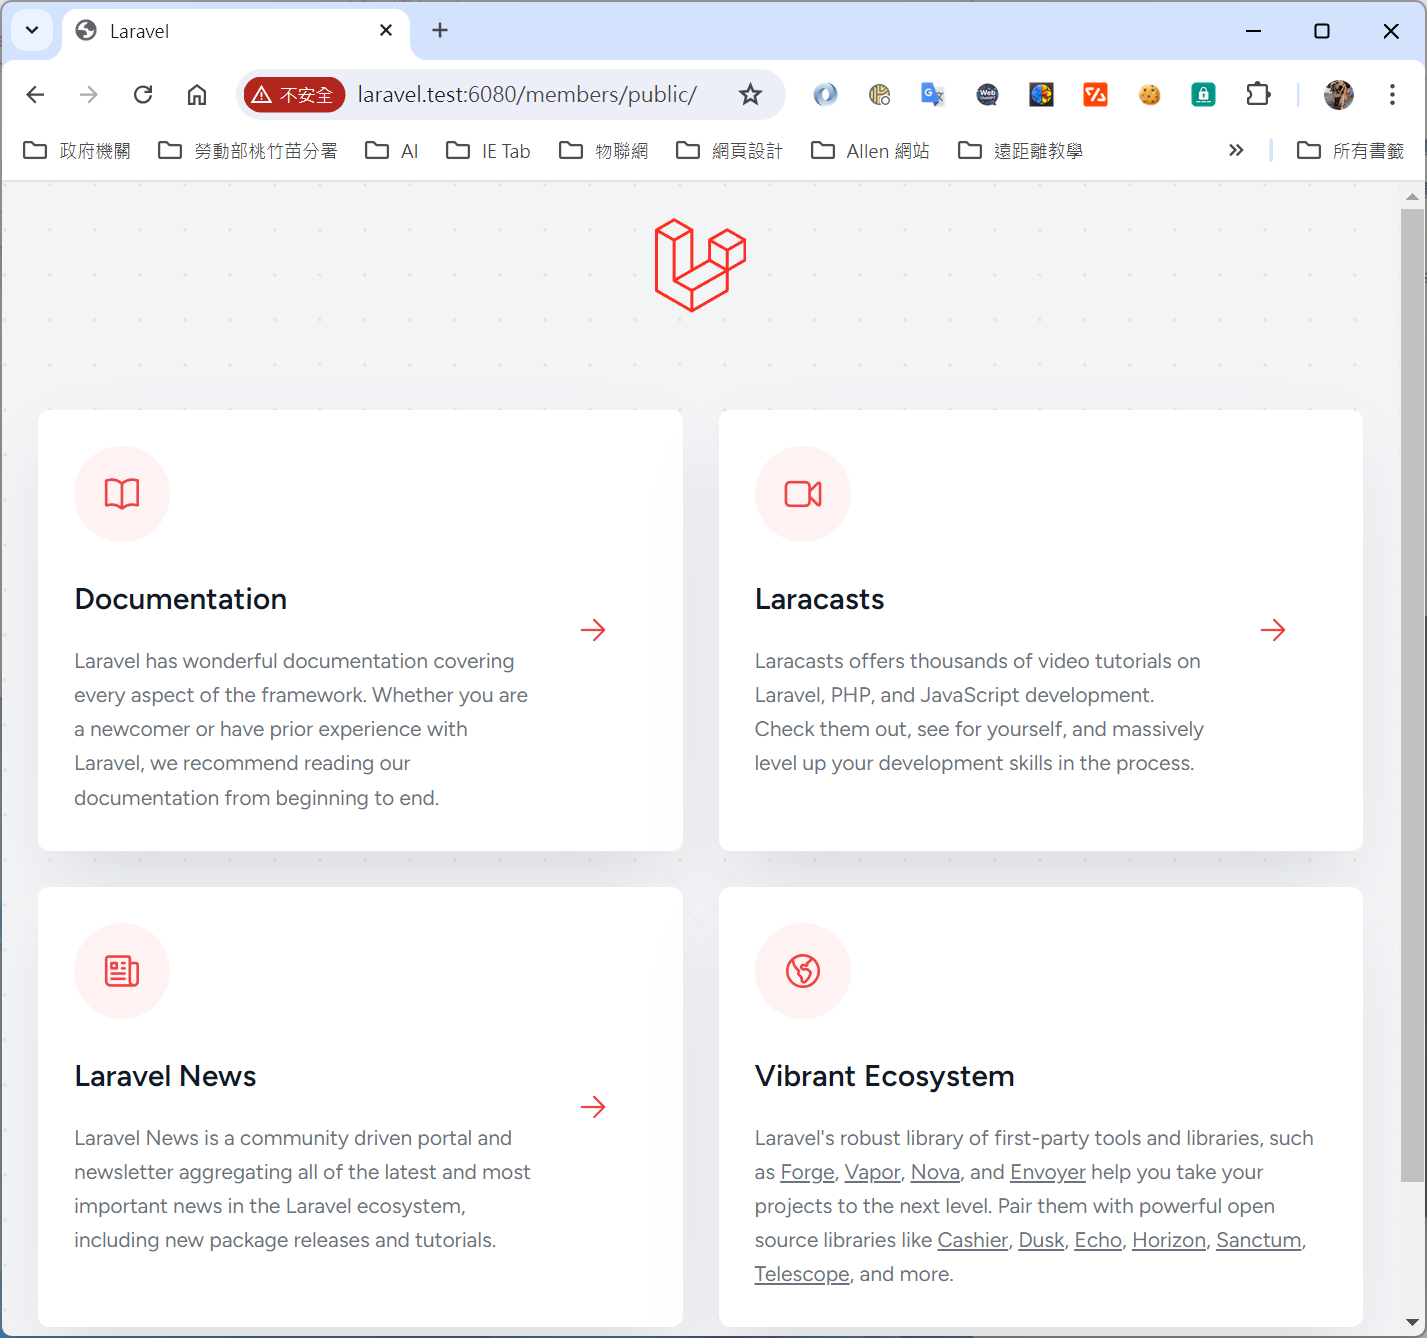 Laravel
不安全
laravel.test:6080/members/public/
政府機關
勞動部桃竹苗分署
AI
IE Tab
物聯網
網頁設計
Allen 網站
遠距離教學
所有書籤
Documentation
Laravel has wonderful documentation covering
every aspect of the framework. Whether you are
a newcomer or have prior experience with
Laravel, we recommend reading our
documentation from beginning to end.
Laracasts
Laracasts offers thousands of video tutorials on
Laravel, PHP, and JavaScript development.
Check them out, see for yourself, and massively
level up your development skills in the process.
Laravel News
Laravel News is a community driven portal and
newsletter aggregating all of the latest and most
important news in the Laravel ecosystem,
including new package releases and tutorials.
Vibrant Ecosystem
Laravel's robust library of first-party tools and libraries, such
as Forge, Vapor, Nova, and Envoyer help you take your
projects to the next level. Pair them with powerful open
source libraries like Cashier, Dusk, Echo, Horizon, Sanctum,
Telescope, and more.